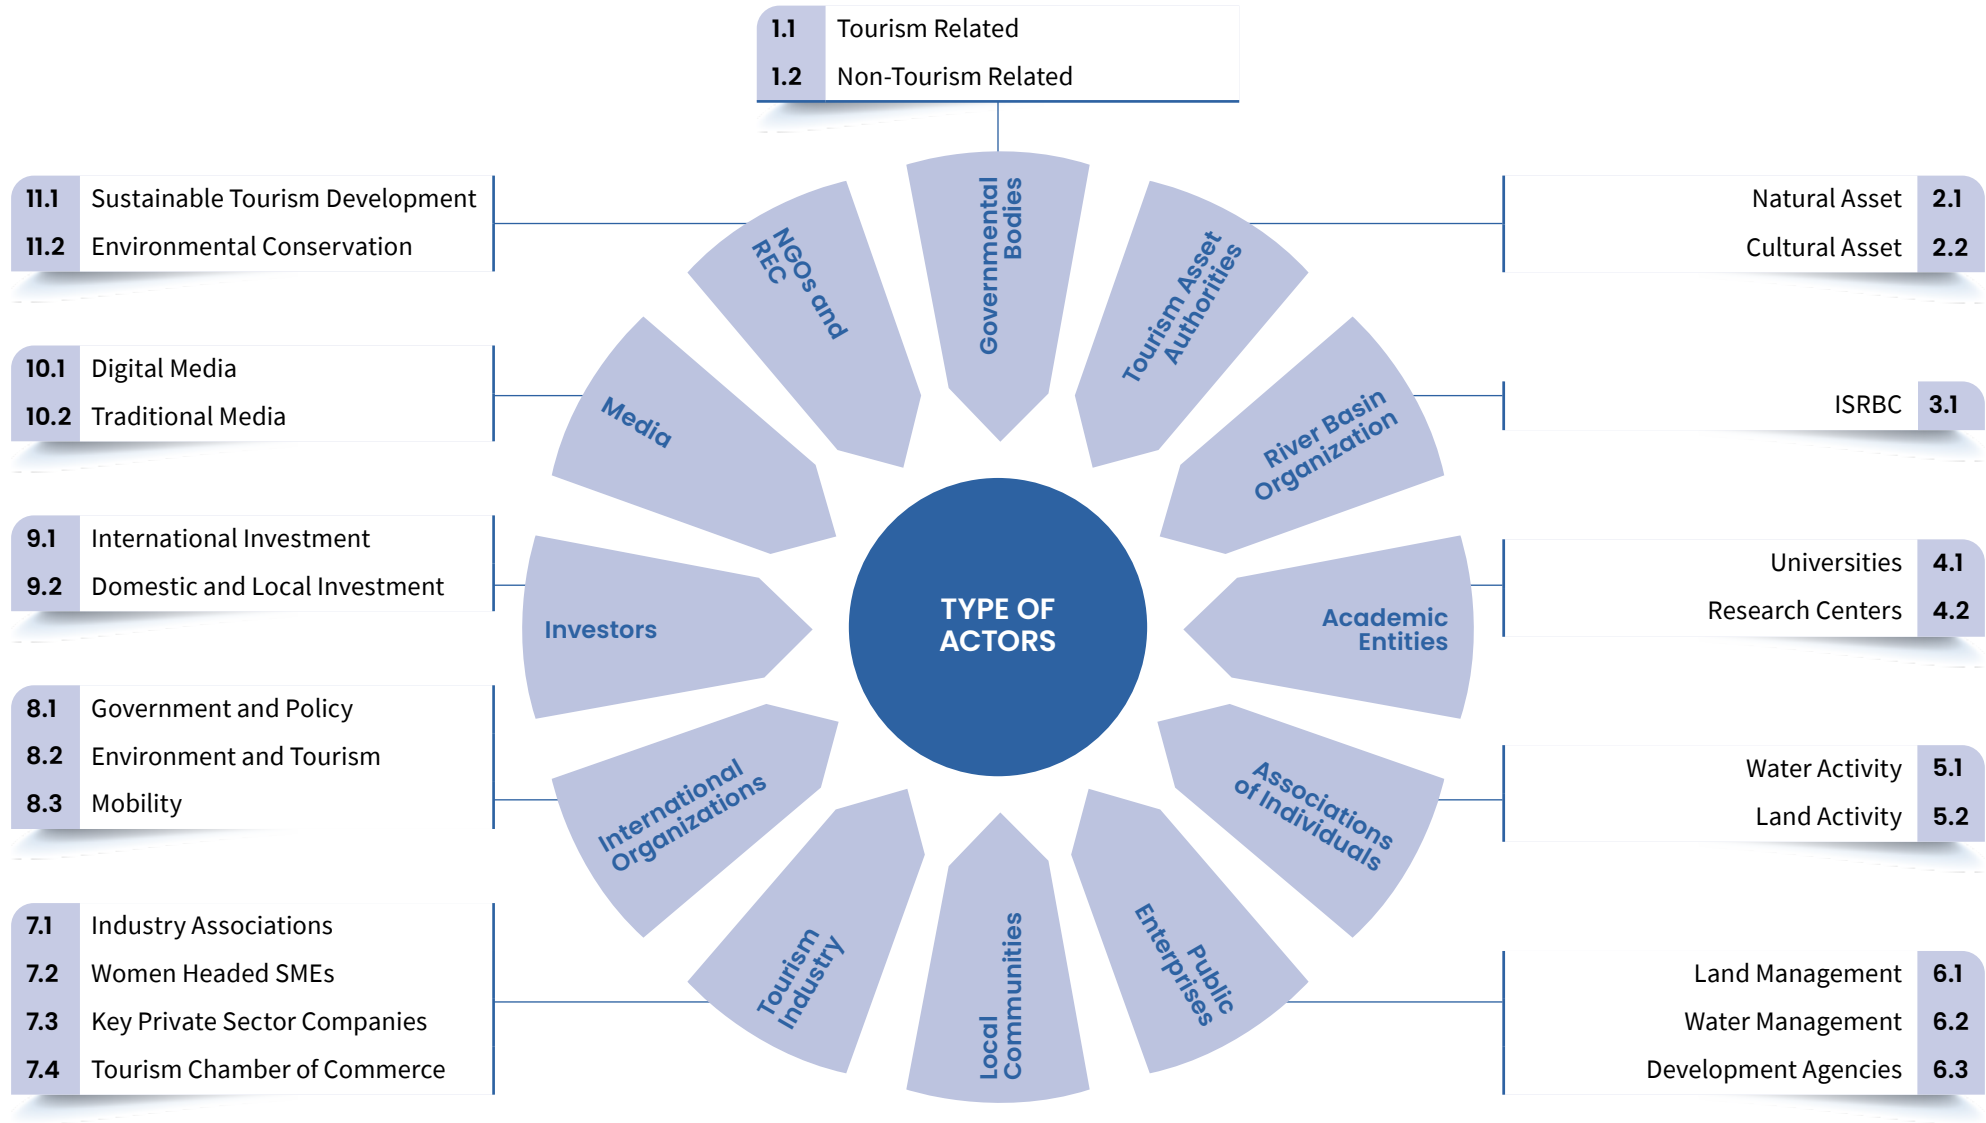 1.1 Tourism Related
1.2 Non-Tourism Related
11.1 Sustainable Tourism Development
11.2 Environmental Conservation
10.1 Digital Media
10.2 Traditional Media
9.1 International Investment
9.2 Domestic and Local Investment
8.1 Government and Policy
8.2 Environment and Tourism
8.3 Mobility
7.1 Industry Associations
7.2 Women Headed SMEs
7.3 Key Private Sector Companies
7.4 Tourism Chamber of Commerce
Governmental
Bodies
Tourism Asset
Authorities
River Basin
Organization
Academic
Entities
Associations
of Individuals
Public
Enterprises
Local
Communities
Tourism
Industry
International
Organizations
Investors
Media
NGOs and
REC
TYPE OF
ACTORS
Natural Asset 2.1
Cultural Asset 2.2
ISRBC 3.1
Universities 4.1
Research Centers 4.2
Water Activity 5.1
Land Activity 5.2
Land Management 6.1
Water Management 6.2
Development Agencies 6.3